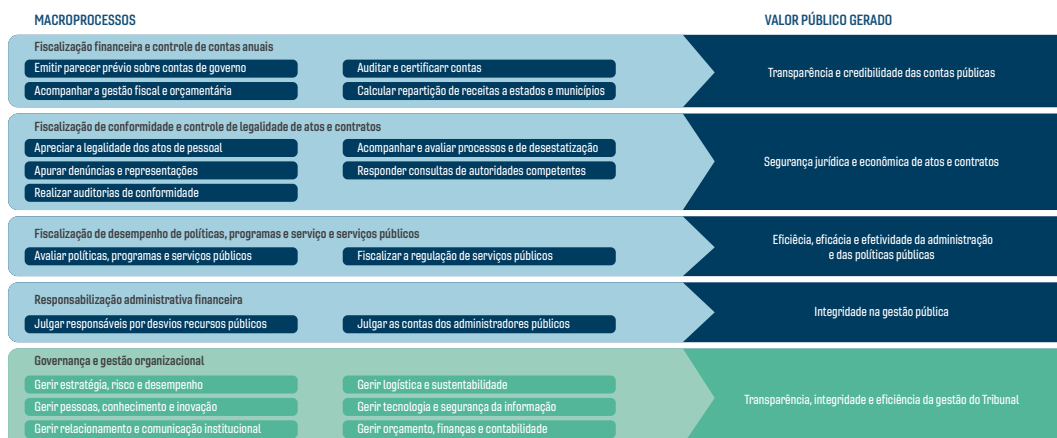 MACROPROCESSOS
VALOR PÚBLICO GERADO
Fiscalização financeira e controle de contas anuais
Emitir parecer prévio sobre contas de governo
Auditar e certificarr contas
Acompanhar a gestão fiscal e orçamentária
Calcular repartição de receitas a estados e municípios
Transparência e credibilidade das contas públicas
Fiscalização de conformidade e controle de legalidade de atos e contratos
Apreciar a legalidade dos atos de pessoal
Acompanhar e avaliar processos e de desestatização
Apurar denúncias e representações
Responder consultas de autoridades competentes
Realizar auditorias de conformidade
Segurança jurídica e econômica de atos e contratos
Fiscalização de desempenho de políticas, programas e serviço e serviços públicos
Avaliar políticas, programas e serviços públicos
Fiscalizar a regulação de serviços públicos
Eficiêcia, eficácia e efetividade da administração
e das políticas públicas
Responsabilização administrativa financeira
Julgar responsáveis por desvios recursos públicos
Julgar as contas dos administradores públicos
Integridade na gestão pública
Governança e gestão organizacional
Gerir estratégia, risco e desempenho
Gerir logística e sustentabilidade
Gerir pessoas, conhecimento e inovação
Gerir tecnologia e segurança da informação
Gerir relacionamento e comunicação institucional
Gerir orçamento, finanças e contabilidade
Transparência, integridade e eficiência da gestão do Tribunal